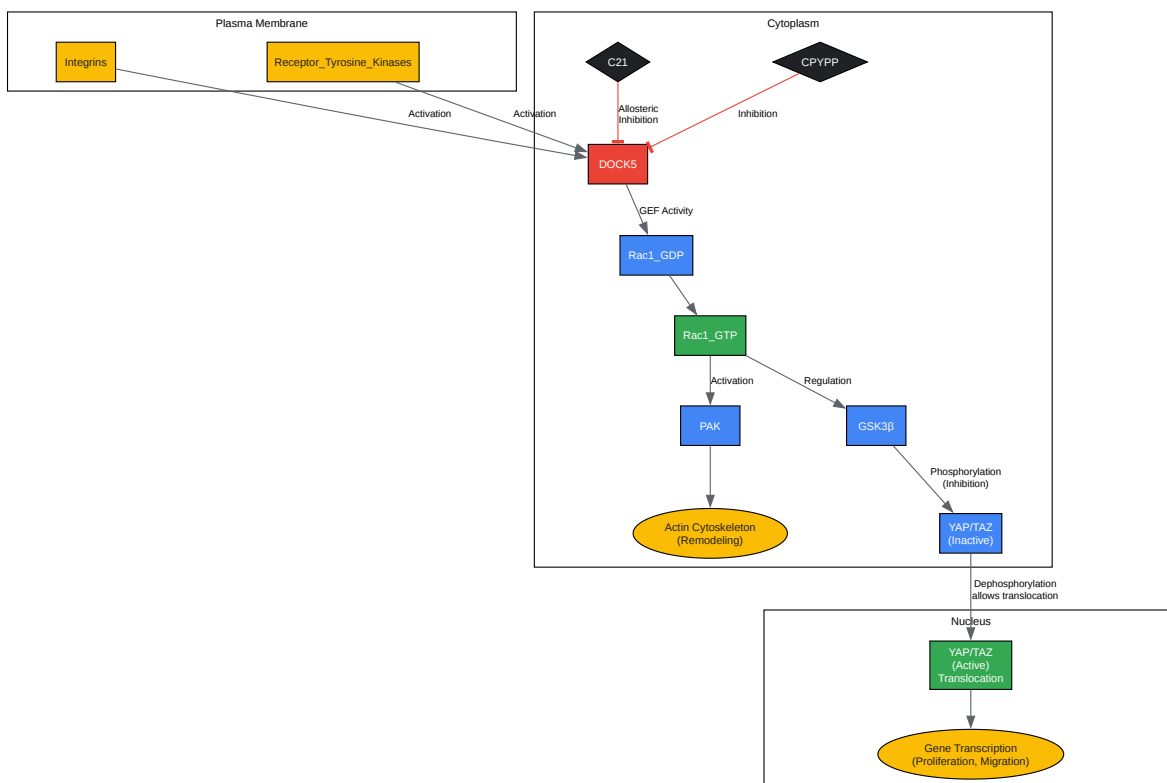 Plasma Membrane
Cytoplasm
Integrins
Receptor_Tyrosine_Kinases
C21
CPYPP
Activation
Activation
Allosteric
Inhibition
Inhibition
DOCK5
GEF Activity
Rac1_GDP
Rac1_GTP
Activation
Regulation
PAK
GSK3β
Phosphorylation
(Inhibition)
Actin Cytoskeleton
(Remodeling)
YAP/TAZ
(Inactive)
Dephosphorylation
allows translocation
Nucleus
YAP/TAZ
(Active)
Translocation
Gene Transcription
(Proliferation, Migration)